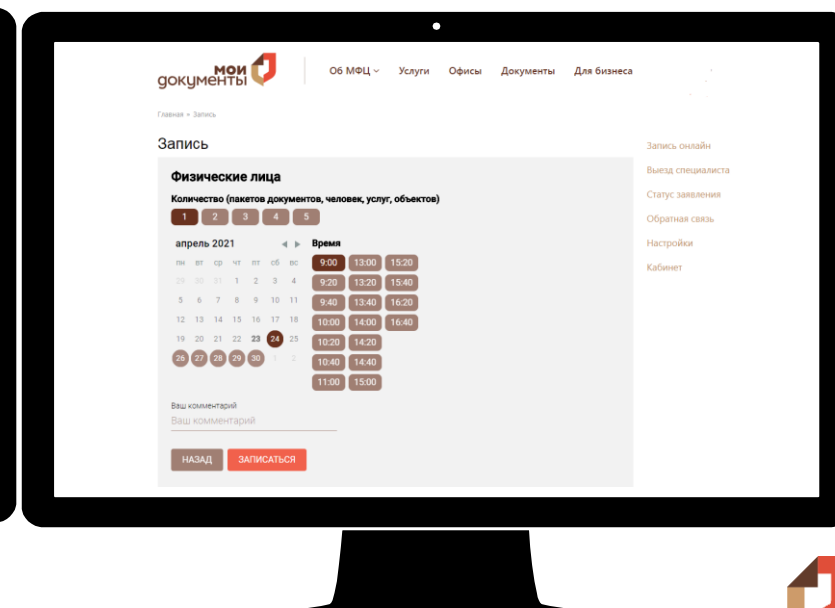 мои документы
Об МФЦ Услуги Офисы Документы Для бизнеса
Главная » Запись
Запись
Физические лица
Количество (пакетов документов, человек, услуг, объектов)
1 2 3 4 5
апрель 2021
пн вт ср чт пт сб вс
29 30 31 1 2 3 4
5 6 7 8 9 10 11
12 13 14 15 16 17 18
19 20 21 22 23 24 25
26 27 28 29 30 1 2
Время
9:00 13:00 15:20
9:20 13:20 15:40
9:40 13:40 16:20
10:00 14:00 16:40
10:20 14:20
10:40 14:40
11:00 15:00
Ваш комментарий
Ваш комментарий
НАЗАД ЗАПИСАТЬСЯ
Запись онлайн
Выезд специалиста
Статус заявления
Обратная связь
Настройки
Кабинет